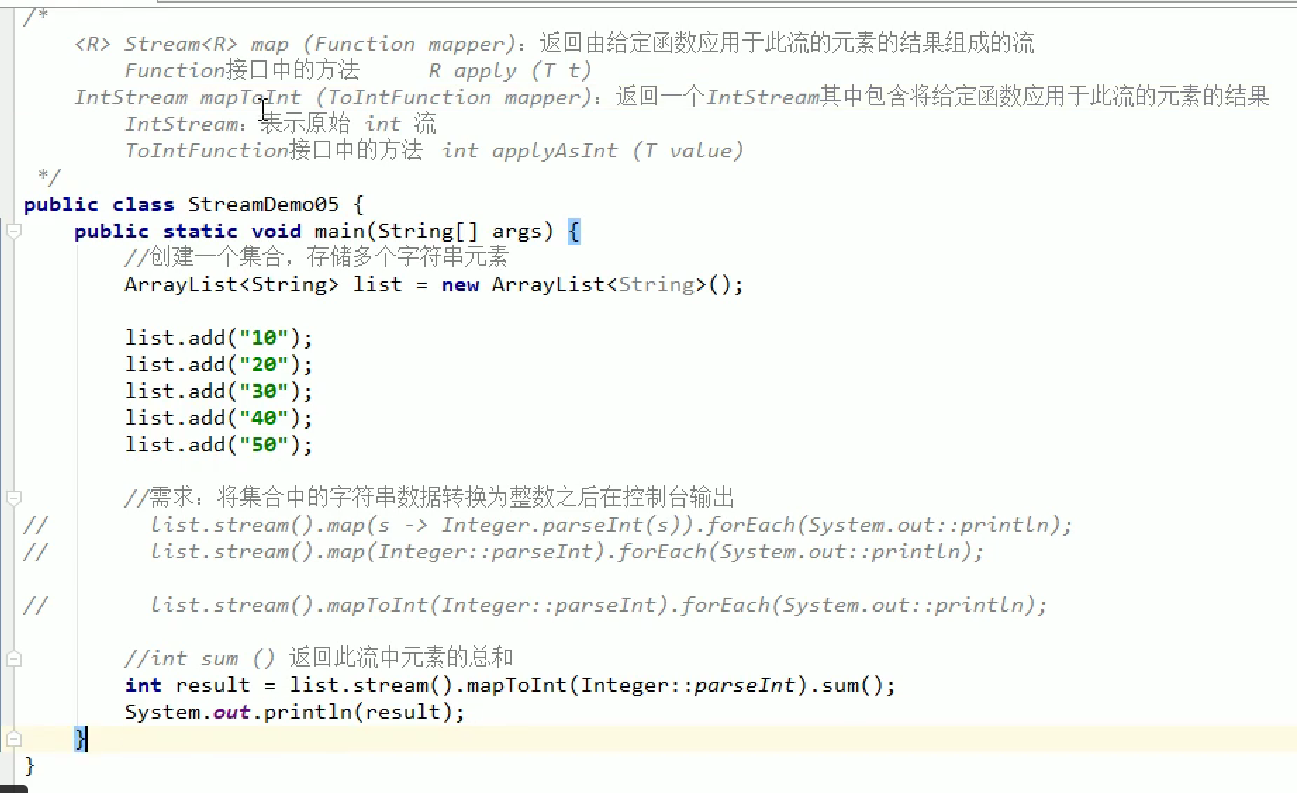 /*
<R> Stream<R> map (Function mapper)：返回由给定函数应用于此流的元素的结果组成的流
Function接口中的方法 R apply (T t)
IntStream mapToInt (ToIntFunction mapper)：返回一个IntStream其中包含将给定函数应用于此流的元素的结果
IntStream：表示原始 int 流
ToIntFunction接口中的方法 int applyAsInt (T value)
*/
public class StreamDemo05 {
public static void main(String[] args) {
//创建一个集合，存储多个字符串元素
ArrayList<String> list = new ArrayList<String>();
list.add("10");
list.add("20");
list.add("30");
list.add("40");
list.add("50");
//需求：将集合中的字符串数据转换为整数之后在控制台输出
// list.stream().map(s -> Integer.parseInt(s)).forEach(System.out::println);
// list.stream().map(Integer::parseInt).forEach(System.out::println);
// list.stream().mapToInt(Integer::parseInt).forEach(System.out::println);
//int sum () 返回此流中元素的总和
int result = list.stream().mapToInt(Integer::parseInt).sum();
System.out.println(result);
}
}